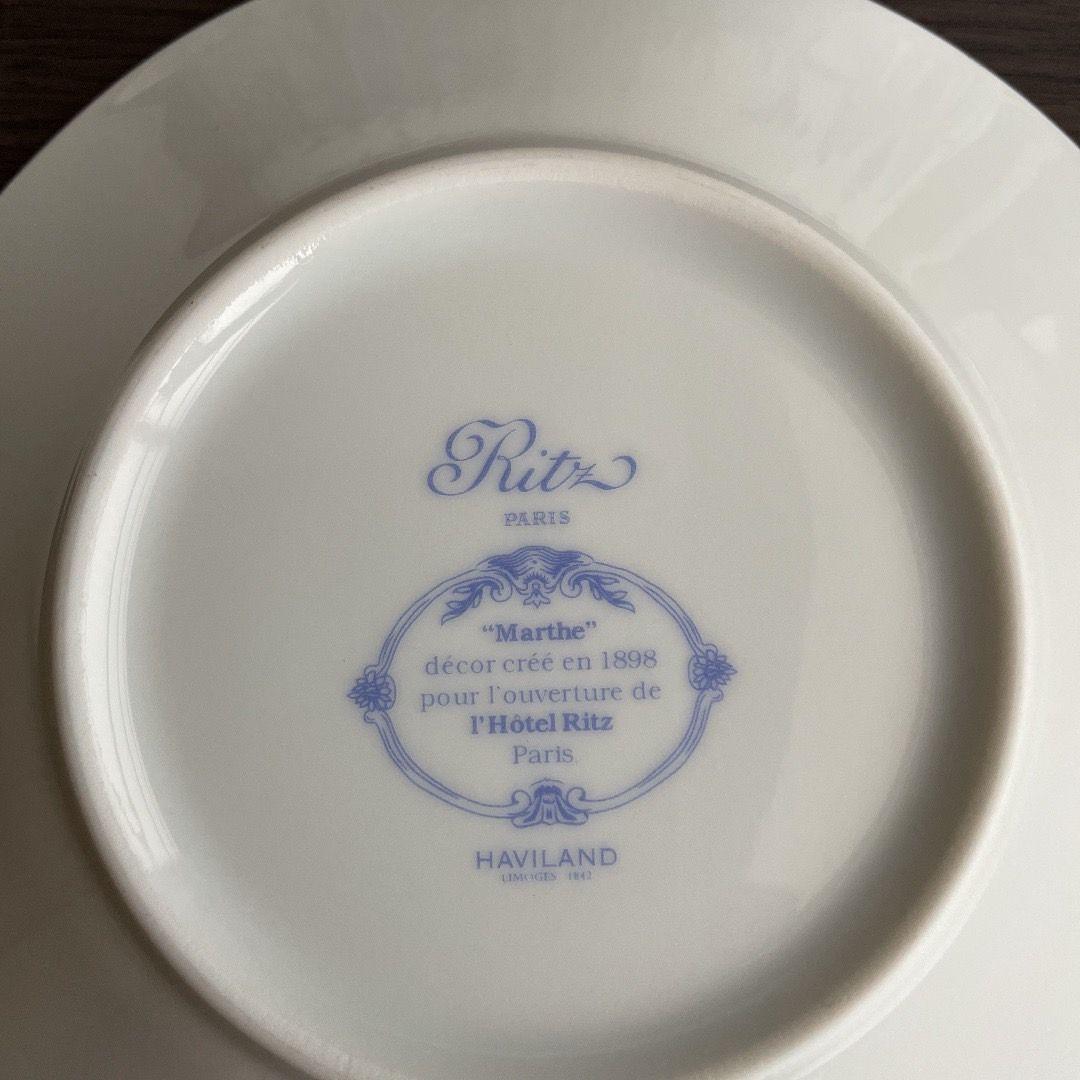 Ritz
PARIS
“Marthe”
décor créé en 1898
pour l'ouverture de
l'Hôtel Ritz
Paris
HAVILAND
LIMOGES 1842